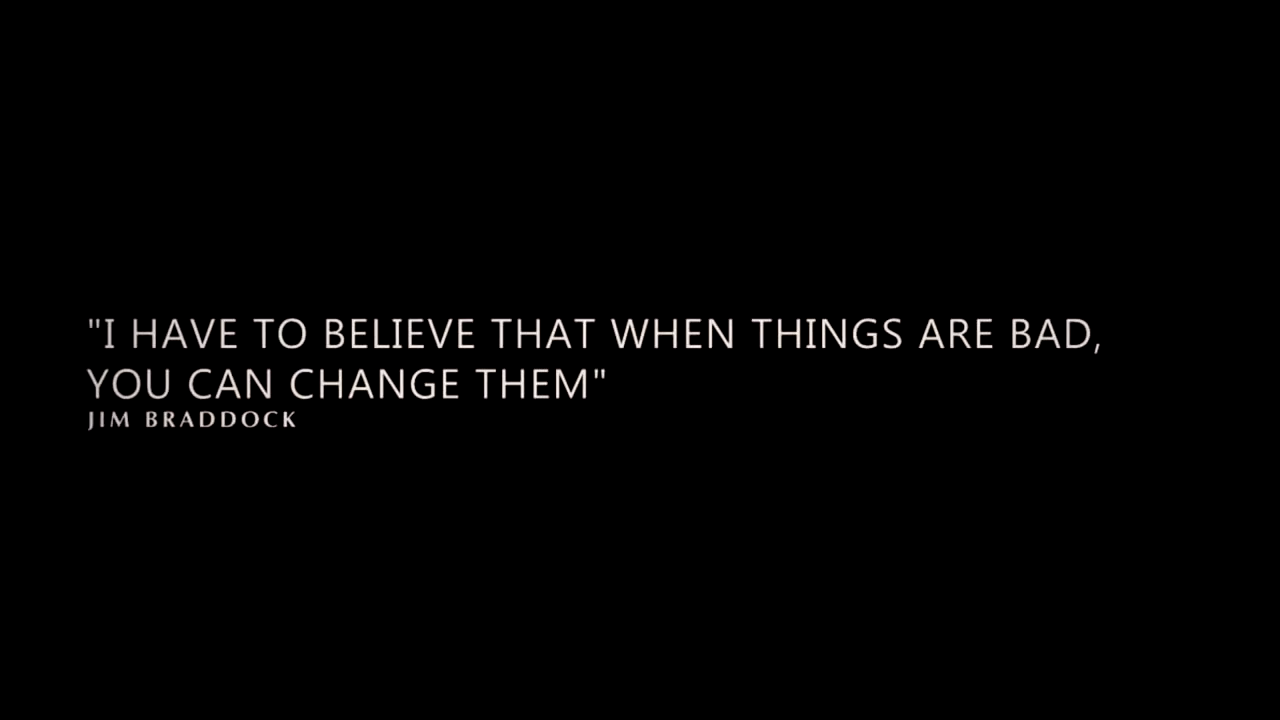 "I HAVE TO BELIEVE THAT WHEN THINGS ARE BAD,
YOU CAN CHANGE THEM"
JIM BRADDOCK